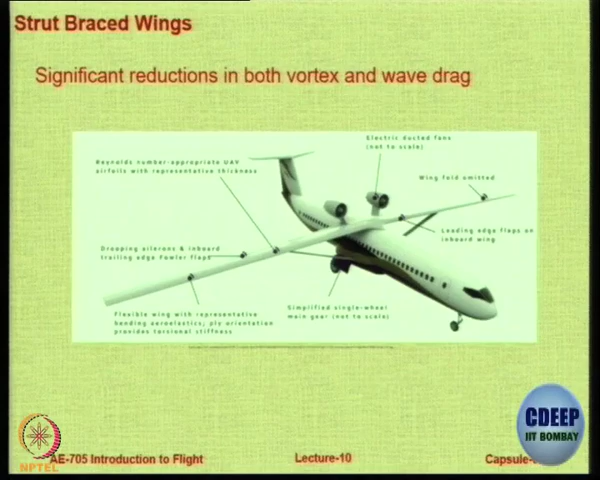 Strut Braced Wings
Significant reductions in both vortex and wave drag
Electric ducted fans
(not to scale)
Reynolds number-appropriate UAV
airfoils with representative thickness
Wing fold omitted
Leading edge flaps on
inboard wing
Drooping ailerons & inboard
trailing edge fowler flaps
Simplified single-wheel
main gear (not to scale)
Flexible wing with representative
bending aeroelastics; ply orientation
provides torsional stiffness
CDEEP
IIT BOMBAY
NPTEL
AE-705 Introduction to Flight
Lecture-10
Capsule-